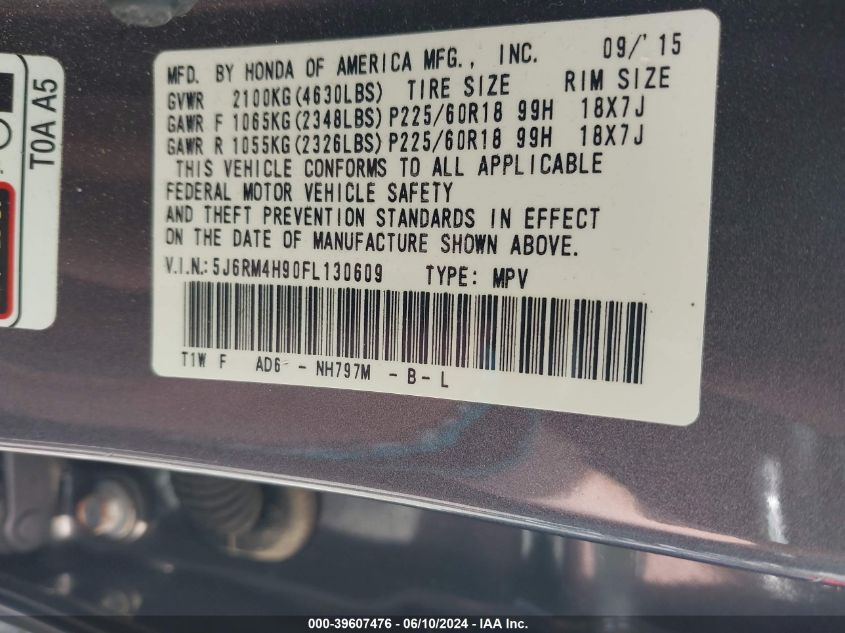 MFD. BY HONDA OF AMERICA MFG., INC. 09/'15
GVWR 2100KG(4630LBS) TIRE SIZE RIM SIZE
GAWR F 1065KG(2348LBS) P225/60R18 99H 18X7J
GAWR R 1055KG(2326LBS) P225/60R18 99H 18X7J
THIS VEHICLE CONFORMS TO ALL APPLICABLE
FEDERAL MOTOR VEHICLE SAFETY
AND THEFT PREVENTION STANDARDS IN EFFECT
ON THE DATE OF MANUFACTURE SHOWN ABOVE.
V.I.N.:5J6RM4H90FL130609 TYPE: MPV
T1W F AD6 - NH797M - B - L
T0A A5
000-39607476 - 06/10/2024 - IAA Inc.